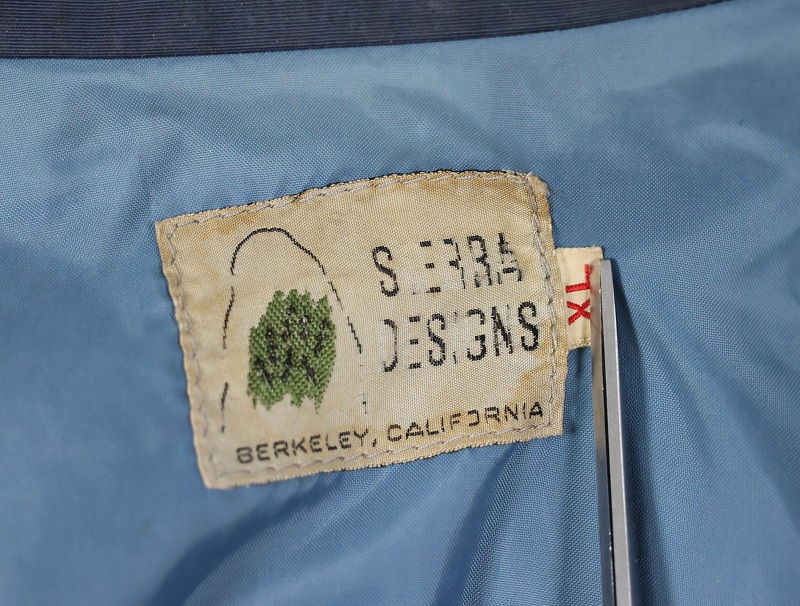 SIERRA
DESIGNS
BERKELEY, CALIFORNIA
XL